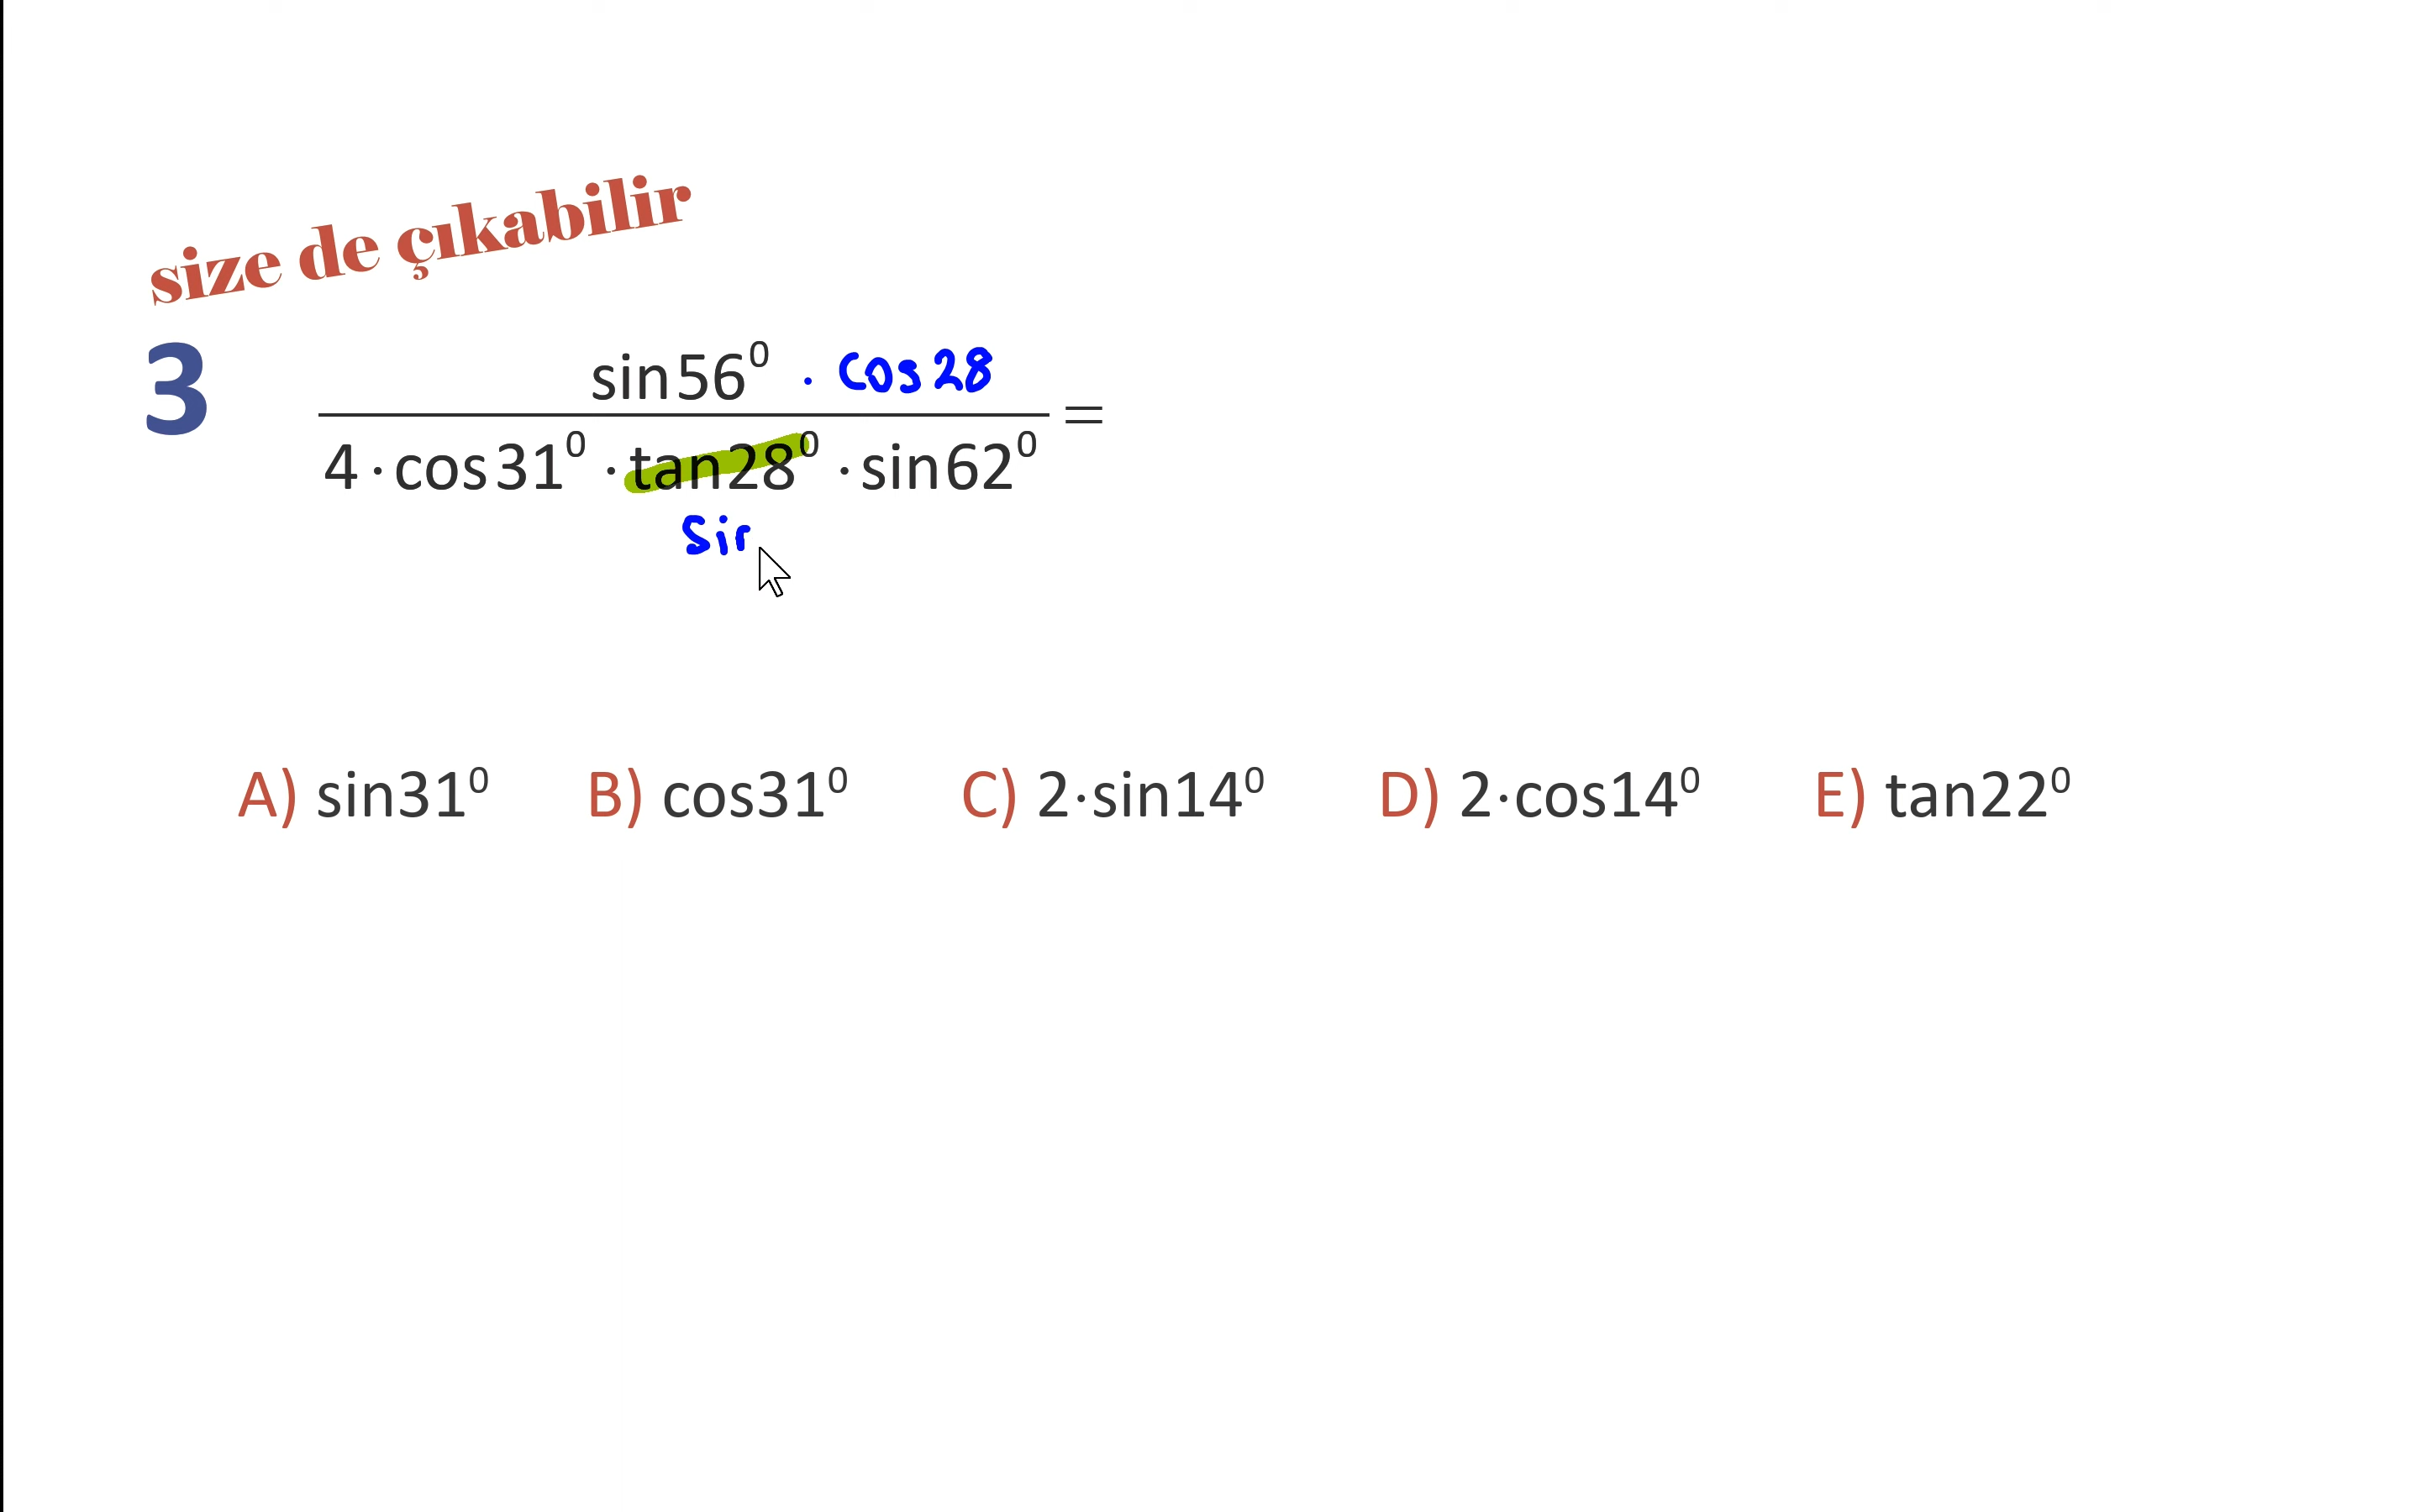 size de çıkabilir
3
sin56⁰ · cos28
4·cos31⁰ ·tan28⁰ ·sin62⁰ =
Sin
A) sin31⁰ B) cos31⁰ C) 2·sin14⁰ D) 2·cos14⁰ E) tan22⁰